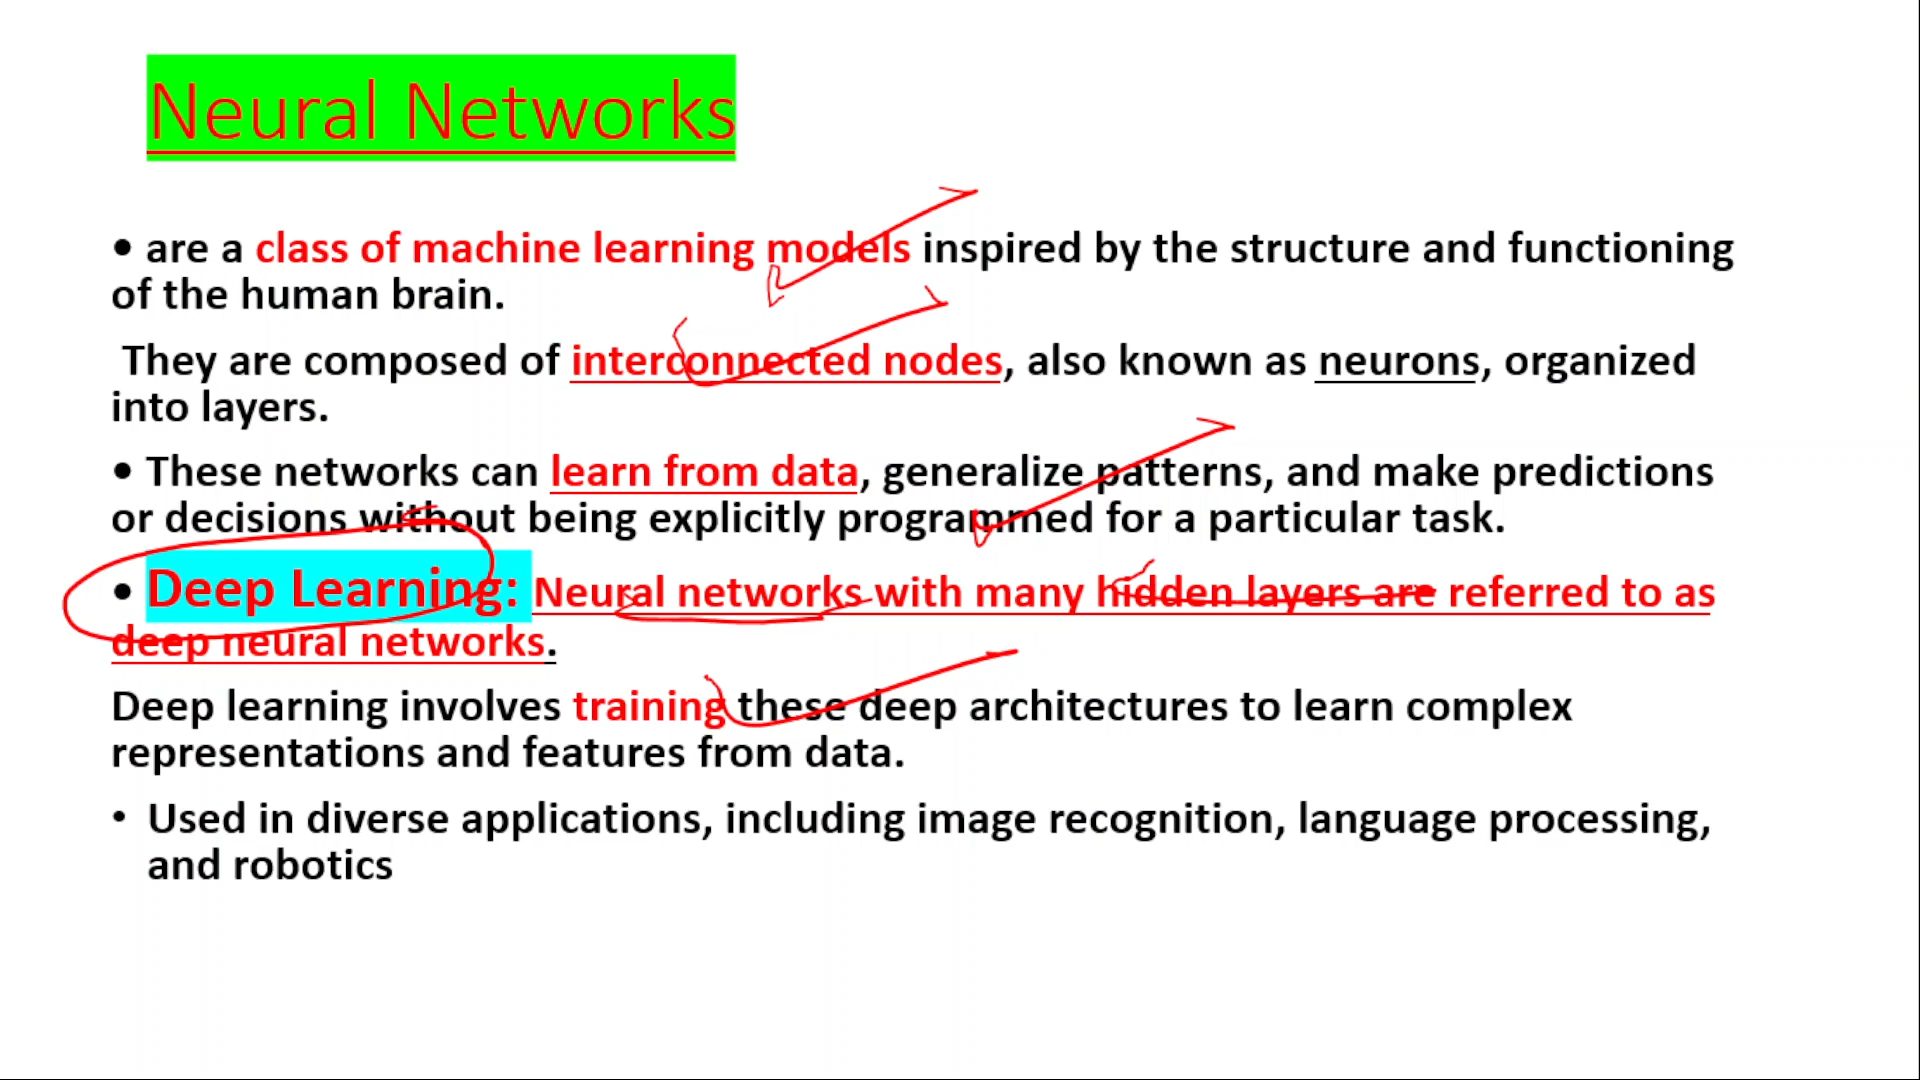 Neural Networks
• are a class of machine learning models inspired by the structure and functioning
of the human brain.
They are composed of interconnected nodes, also known as neurons, organized
into layers.
• These networks can learn from data, generalize patterns, and make predictions
or decisions without being explicitly programmed for a particular task.
• Deep Learning: Neural networks with many hidden layers are referred to as
deep neural networks.
Deep learning involves training these deep architectures to learn complex
representations and features from data.
• Used in diverse applications, including image recognition, language processing,
and robotics